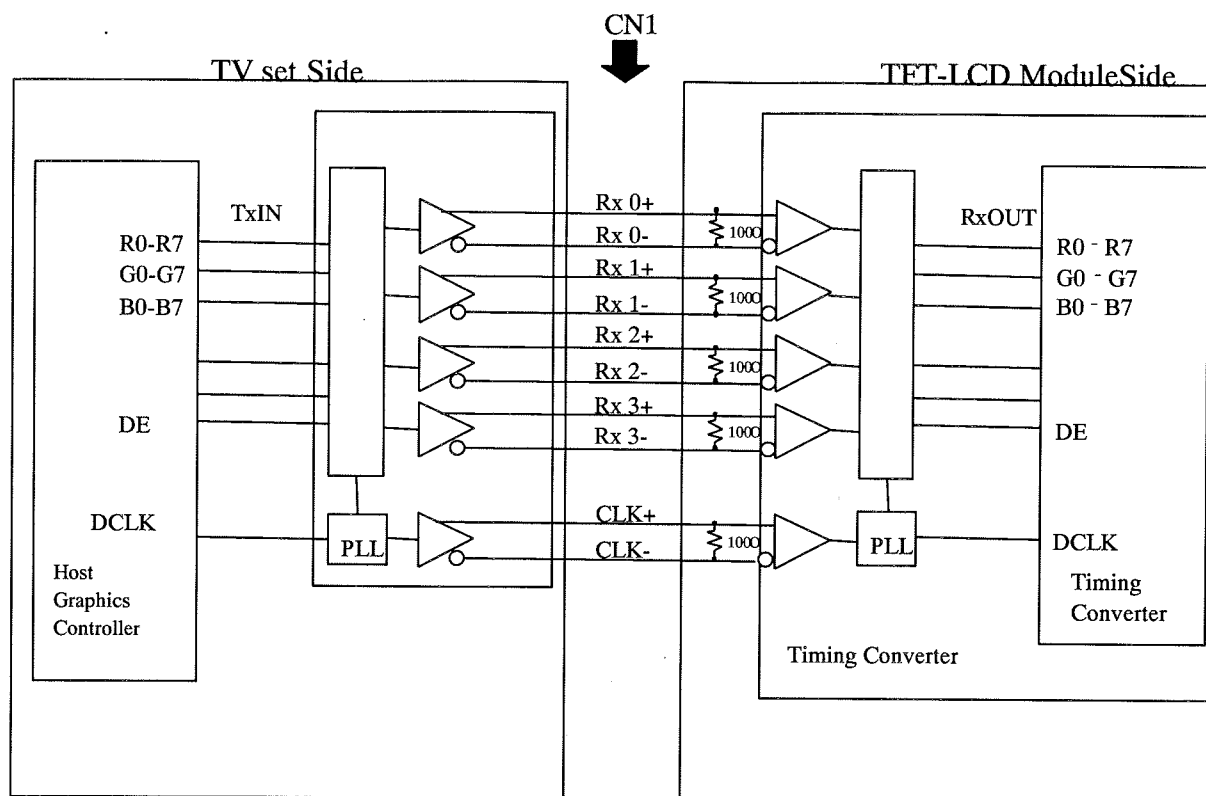 CN1
TV set Side
TFT-LCD ModuleSide
TxIN
R0-R7
G0-G7
B0-B7
DE
DCLK
Host
Graphics
Controller
PLL
Rx 0+
Rx 0-
Rx 1+
Rx 1-
Rx 2+
Rx 2-
Rx 3+
Rx 3-
CLK+
CLK-
100Ω
100Ω
100Ω
100Ω
100Ω
PLL
RxOUT
R0 - R7
G0 - G7
B0 - B7
DE
DCLK
Timing
Converter
Timing Converter